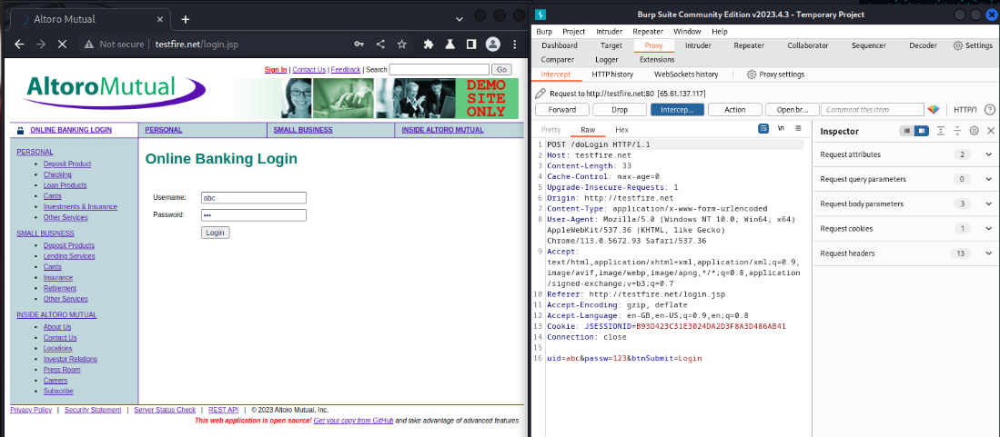 Altoro Mutual
Not secure | testfire.net/login.jsp
Sign In | Contact Us | Feedback | Search
Go
AltoroMutual
DEMO
SITE
ONLY
ONLINE BANKING LOGIN
PERSONAL
SMALL BUSINESS
INSIDE ALTORO MUTUAL
PERSONAL
Deposit Product
Checking
Loan Products
Cards
Investments & Insurance
Other Services
SMALL BUSINESS
Deposit Products
Lending Services
Cards
Insurance
Retirement
Other Services
INSIDE ALTORO MUTUAL
About Us
Contact Us
Locations
Investor Relations
Press Room
Careers
Subscribe
Online Banking Login
Username: abc
Password: •••
Login
Privacy Policy | Security Statement | Server Status Check | REST API | © 2023 Altoro Mutual, Inc.
This web application is open source! Get your copy from GitHub and take advantage of advanced features
Burp Suite Community Edition v2023.4.3 - Temporary Project
Burp Project Intruder Repeater Window Help
Dashboard Target Proxy Intruder Repeater Collaborator Sequencer Decoder Settings
Comparer Logger Extensions
Intercept HTTP history WebSockets history Proxy settings
Request to http://testfire.net:80 [65.61.137.117]
Forward Drop Intercep... Action Open br... Comment this item HTTP/1
Pretty Raw Hex \n
1 POST /doLogin HTTP/1.1
2 Host: testfire.net
3 Content-Length: 33
4 Cache-Control: max-age=0
5 Upgrade-Insecure-Requests: 1
6 Origin: http://testfire.net
7 Content-Type: application/x-www-form-urlencoded
8 User-Agent: Mozilla/5.0 (Windows NT 10.0; Win64; x64)
AppleWebKit/537.36 (KHTML, like Gecko)
Chrome/113.0.5672.93 Safari/537.36
9 Accept:
text/html,application/xhtml+xml,application/xml;q=0.9,
image/avif,image/webp,image/apng,*/*;q=0.8,application
/signed-exchange;v=b3;q=0.7
10 Referer: http://testfire.net/login.jsp
11 Accept-Encoding: gzip, deflate
12 Accept-Language: en-GB,en-US;q=0.9,en;q=0.8
13 Cookie: JSESSIONID=B93D423C31E3024DA2D3F8A3D486AB41
14 Connection: close
15
16 uid=abc&passw=123&btnSubmit=Login
Inspector
Request attributes 2
Request query parameters 0
Request body parameters 3
Request cookies 1
Request headers 13